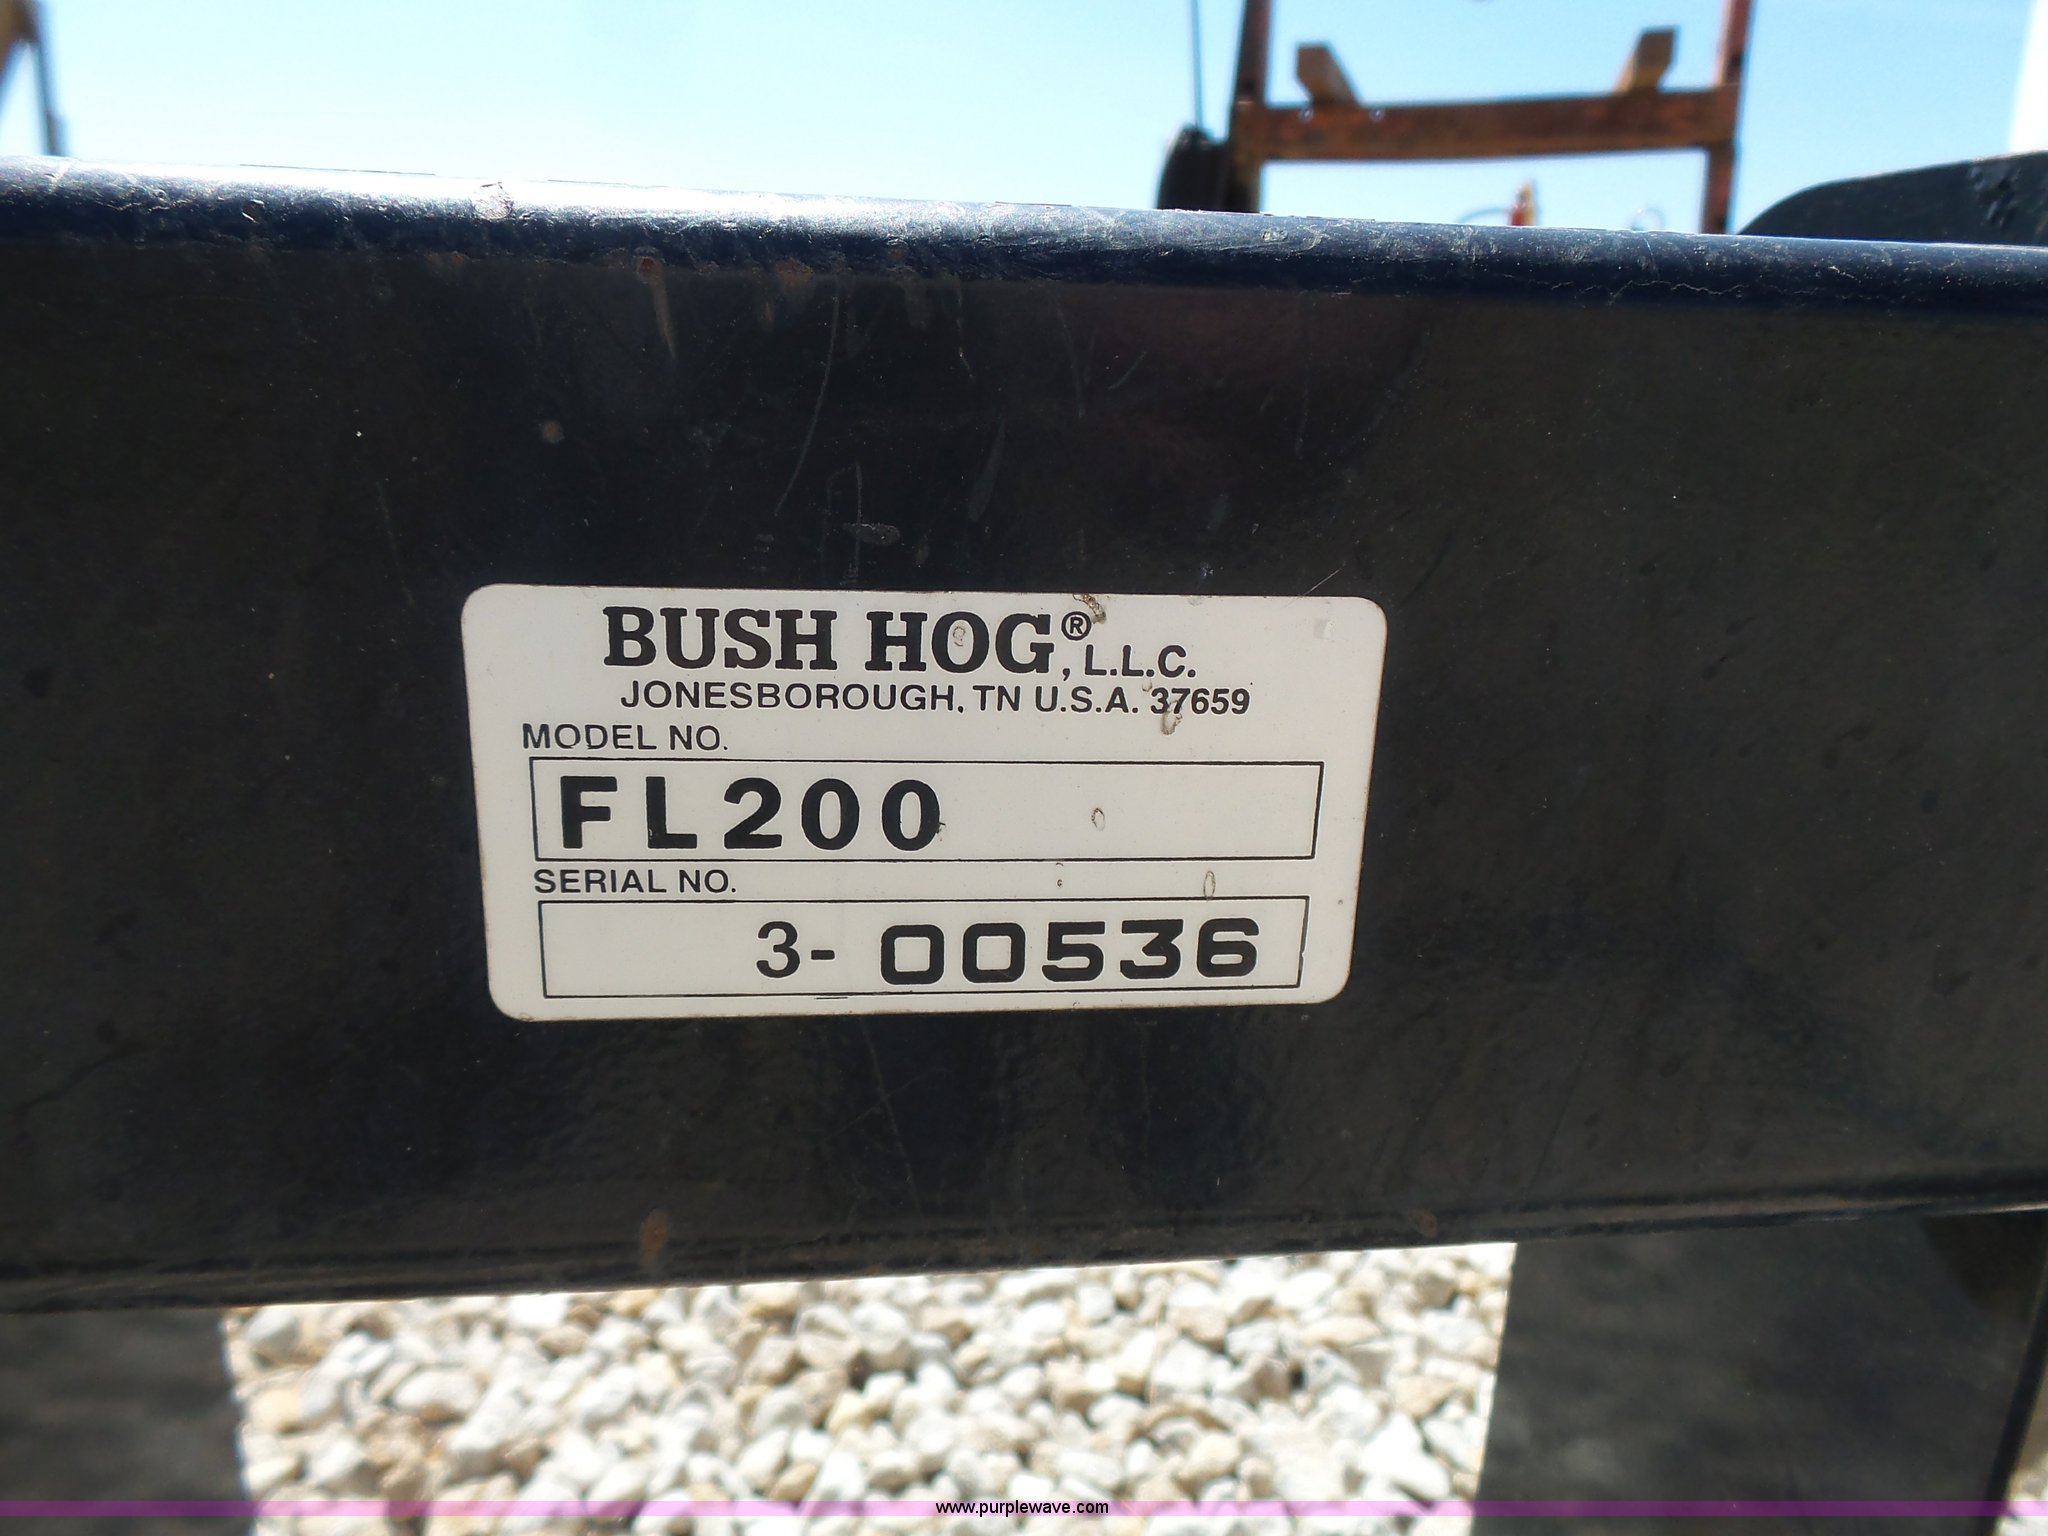 BUSH HOG®, L.L.C.
JONESBOROUGH, TN U.S.A. 37659
MODEL NO.
FL200
SERIAL NO.
3-00536
www.purplewave.com